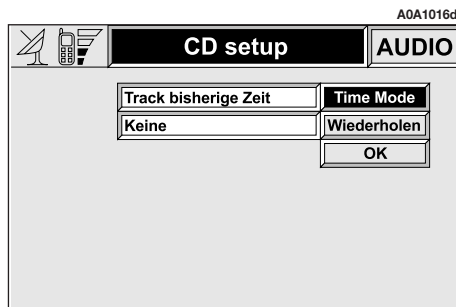 A0A1016d
CD setup AUDIO
Track bisherige Zeit Time Mode
Keine Wiederholen
OK